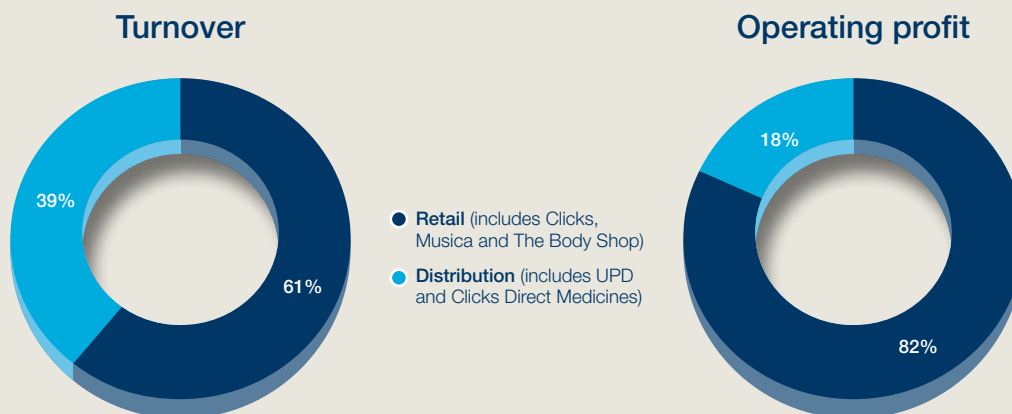 Turnover
39%
61%
Retail (includes Clicks,
Musica and The Body Shop)
Distribution (includes UPD
and Clicks Direct Medicines)
Operating profit
18%
82%